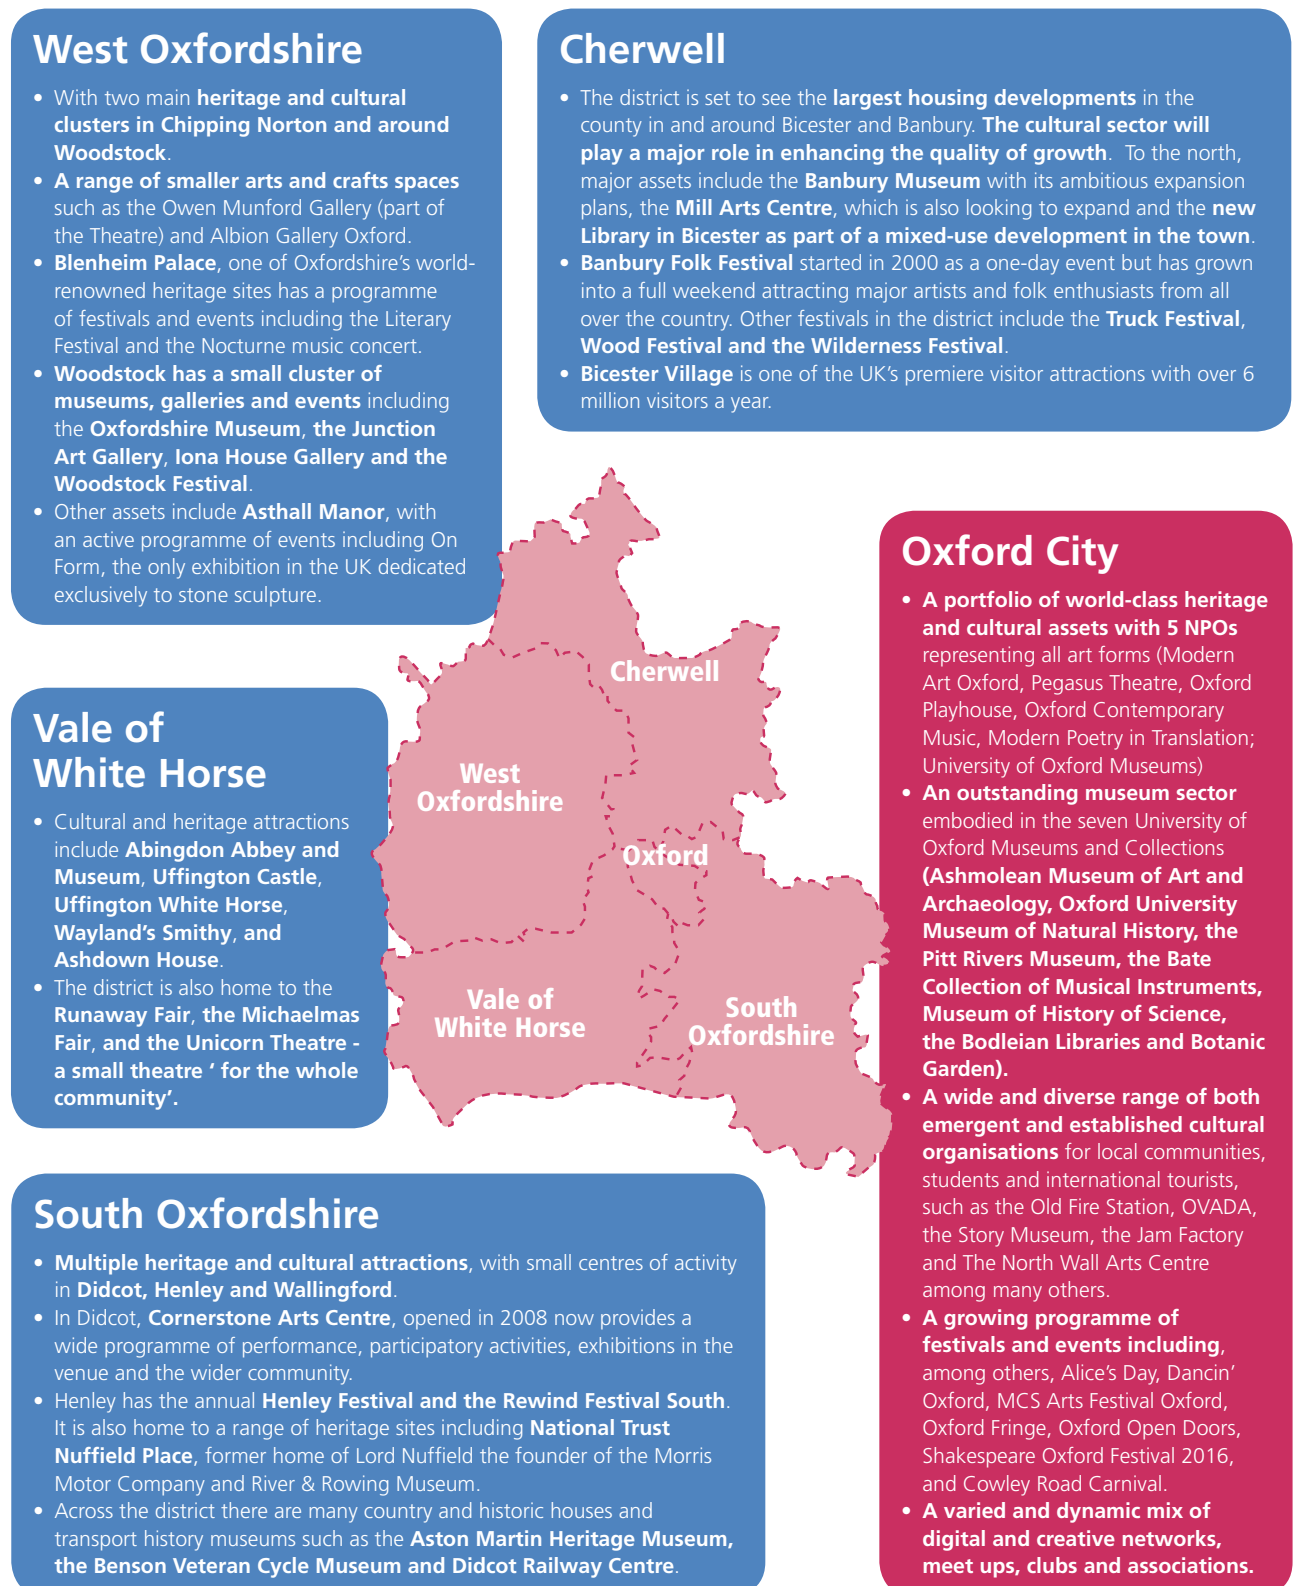 West Oxfordshire
• With two main heritage and cultural
clusters in Chipping Norton and around
Woodstock.
• A range of smaller arts and crafts spaces
such as the Owen Munford Gallery (part of
the Theatre) and Albion Gallery Oxford.
• Blenheim Palace, one of Oxfordshire's world-
renowned heritage sites has a programme
of festivals and events including the Literary
Festival and the Nocturne music concert.
• Woodstock has a small cluster of
museums, galleries and events including
the Oxfordshire Museum, the Junction
Art Gallery, Iona House Gallery and the
Woodstock Festival.
• Other assets include Asthall Manor, with
an active programme of events including On
Form, the only exhibition in the UK dedicated
exclusively to stone sculpture.
Cherwell
• The district is set to see the largest housing developments in the
county in and around Bicester and Banbury. The cultural sector will
play a major role in enhancing the quality of growth. To the north,
major assets include the Banbury Museum with its ambitious expansion
plans, the Mill Arts Centre, which is also looking to expand and the new
Library in Bicester as part of a mixed-use development in the town.
• Banbury Folk Festival started in 2000 as a one-day event but has grown
into a full weekend attracting major artists and folk enthusiasts from all
over the country. Other festivals in the district include the Truck Festival,
Wood Festival and the Wilderness Festival.
• Bicester Village is one of the UK's premiere visitor attractions with over 6
million visitors a year.
Vale of
White Horse
• Cultural and heritage attractions
include Abingdon Abbey and
Museum, Uffington Castle,
Uffington White Horse,
Wayland's Smithy, and
Ashdown House.
• The district is also home to the
Runaway Fair, the Michaelmas
Fair, and the Unicorn Theatre -
a small theatre ‘ for the whole
community’.
Cherwell
West
Oxfordshire
Oxford
Vale of
White Horse
South
Oxfordshire
Oxford City
• A portfolio of world-class heritage
and cultural assets with 5 NPOs
representing all art forms (Modern
Art Oxford, Pegasus Theatre, Oxford
Playhouse, Oxford Contemporary
Music, Modern Poetry in Translation;
University of Oxford Museums)
• An outstanding museum sector
embodied in the seven University of
Oxford Museums and Collections
(Ashmolean Museum of Art and
Archaeology, Oxford University
Museum of Natural History, the
Pitt Rivers Museum, the Bate
Collection of Musical Instruments,
Museum of History of Science,
the Bodleian Libraries and Botanic
Garden).
• A wide and diverse range of both
emergent and established cultural
organisations for local communities,
students and international tourists,
such as the Old Fire Station, OVADA,
the Story Museum, the Jam Factory
and The North Wall Arts Centre
among many others.
• A growing programme of
festivals and events including,
among others, Alice's Day, Dancin'
Oxford, MCS Arts Festival Oxford,
Oxford Fringe, Oxford Open Doors,
Shakespeare Oxford Festival 2016,
and Cowley Road Carnival.
• A varied and dynamic mix of
digital and creative networks,
meet ups, clubs and associations.
South Oxfordshire
• Multiple heritage and cultural attractions, with small centres of activity
in Didcot, Henley and Wallingford.
• In Didcot, Cornerstone Arts Centre, opened in 2008 now provides a
wide programme of performance, participatory activities, exhibitions in the
venue and the wider community.
• Henley has the annual Henley Festival and the Rewind Festival South.
It is also home to a range of heritage sites including National Trust
Nuffield Place, former home of Lord Nuffield the founder of the Morris
Motor Company and River & Rowing Museum.
• Across the district there are many country and historic houses and
transport history museums such as the Aston Martin Heritage Museum,
the Benson Veteran Cycle Museum and Didcot Railway Centre.